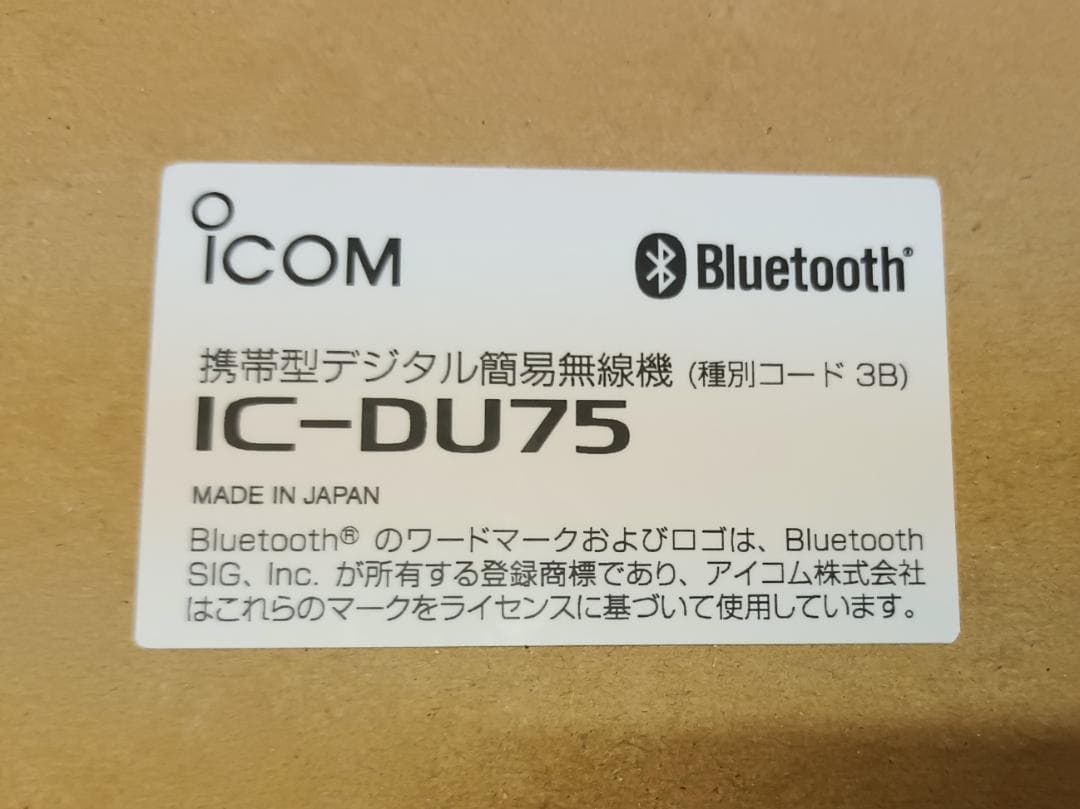 iCOM
Bluetooth®
携帯型デジタル簡易無線機 (種別コード 3B)
IC-DU75
MADE IN JAPAN
Bluetooth® のワードマークおよびロゴは、Bluetooth
SIG、Inc. が所有する登録商標であり、アイコム株式会社
はこれらのマークをライセンスに基づいて使用しています。